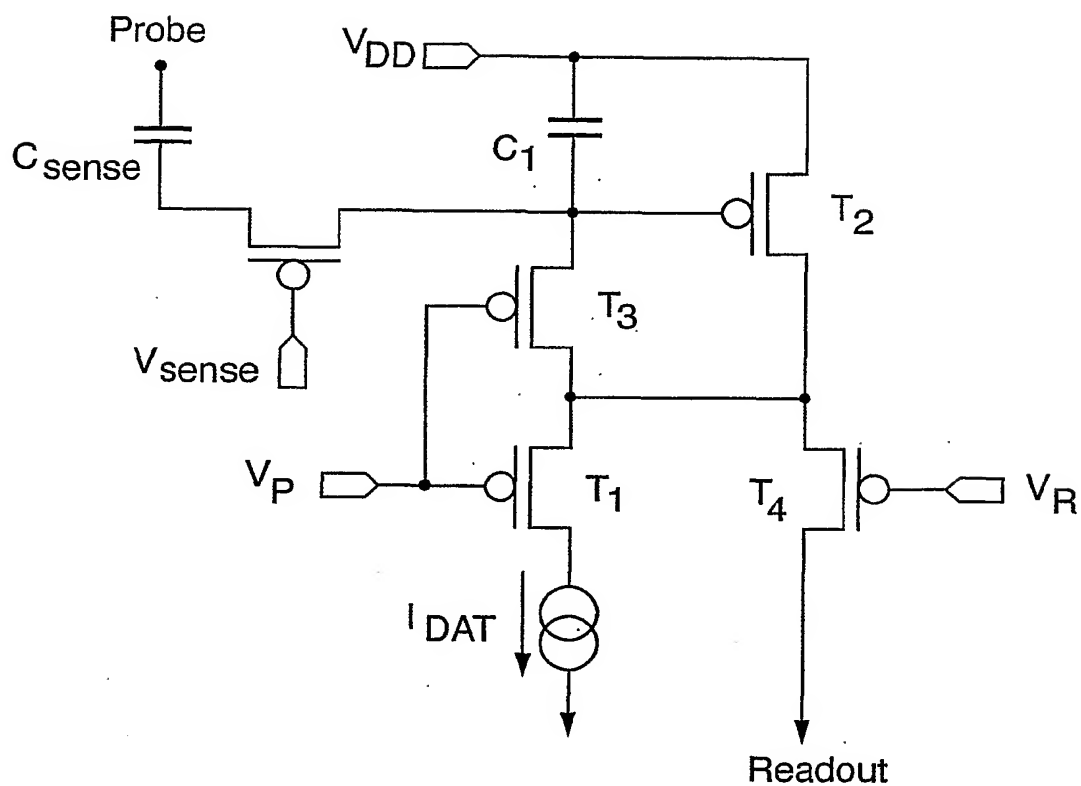 Probe
VDD
Csense
C1
T2
T3
Vsense
VP
T1
T4
VR
IDAT
Readout